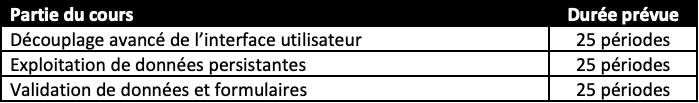 Partie du cours Durée prévue
Découplage avancé de l’interface utilisateur 25 périodes
Exploitation de données persistantes 25 périodes
Validation de données et formulaires 25 périodes